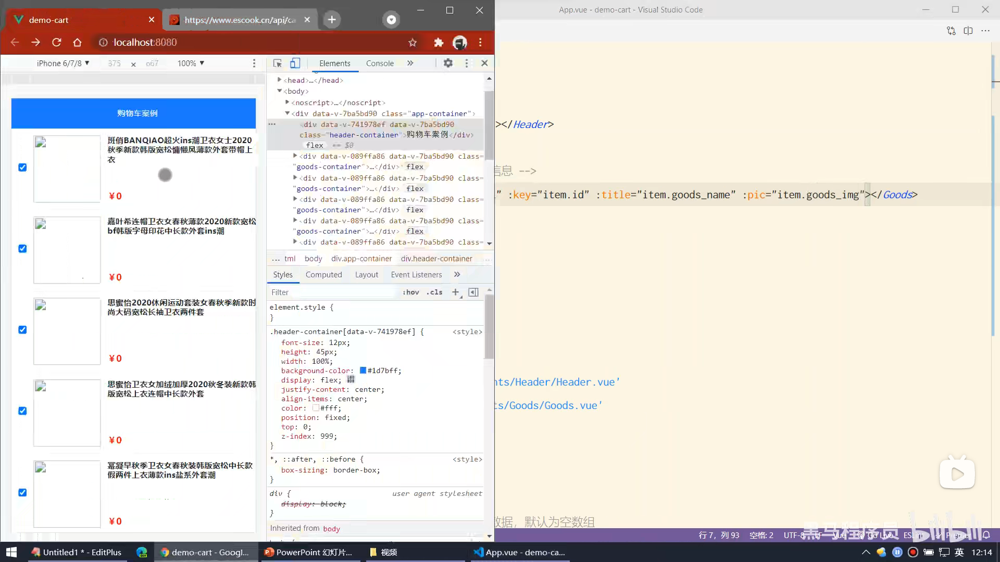 demo-cart
https://www.escook.cn/api/ca
localhost:8080
iPhone 6/7/8
375
667
100%
购物车案例
班俏BANQIAO超火ins潮卫衣女士2020
秋季新款韩版宽松慵懒风薄款外套带帽上
衣
￥0
嘉叶希连帽卫衣女春秋薄款2020新款宽松
bf韩版字母印花中长款外套ins潮
￥0
思蜜怡2020休闲运动套装女春秋季新款时
尚大码宽松长袖卫衣两件套
￥0
思蜜怡卫衣女加绒加厚2020秋冬装新款韩
版宽松上衣连帽中长款外套
￥0
幂凝早秋季卫衣女春秋装韩版宽松中长款
假两件上衣薄款ins盐系外套潮
￥0
Elements
Console
<head>…</head>
<body>
<noscript>…</noscript>
<div data-v-7ba5bd90 class="app-container">
<div data-v-741978ef data-v-7ba5bd90
class="header-container">购物车案例</div>
flex == $0
<div data-v-089ffa86 data-v-7ba5bd90 class=
"goods-container">…</div> flex
<div data-v-089ffa86 data-v-7ba5bd90 class=
"goods-container">…</div> flex
<div data-v-089ffa86 data-v-7ba5bd90 class=
"goods-container">…</div> flex
<div data-v-089ffa86 data-v-7ba5bd90 class=
"goods-container">…</div> flex
<div data-v-089ffa86 data-v-7ba5bd90 class=
… tml body div.app-container div.header-container …
Styles Computed Layout Event Listeners
Filter :hov .cls
element.style {
}
.header-container[data-v-741978ef] { <style>
font-size: 12px;
height: 45px;
width: 100%;
background-color: #1d7bff;
display: flex;
justify-content: center;
align-items: center;
color: #fff;
position: fixed;
top: 0;
z-index: 999;
}
*, ::after, ::before { <style>
box-sizing: border-box;
}
div { user agent stylesheet
display: block;
}
Inherited from body
App.vue - demo-cart - Visual Studio Code
></Header>
信息 -->
" :key="item.id" :title="item.goods_name" :pic="item.goods_img"></Goods>
nts/Header/Header.vue'
ts/Goods/Goods.vue'
数据，默认为空数组
黑马程序员 bilibili
行 7，列 93 空格: 2 UTF-8 LF Vue Go Live ESLint Prettier
Untitled1 * - EditPlus
demo-cart - Googl...
PowerPoint 幻灯片...
视频
App.vue - demo-ca...
英
12:14